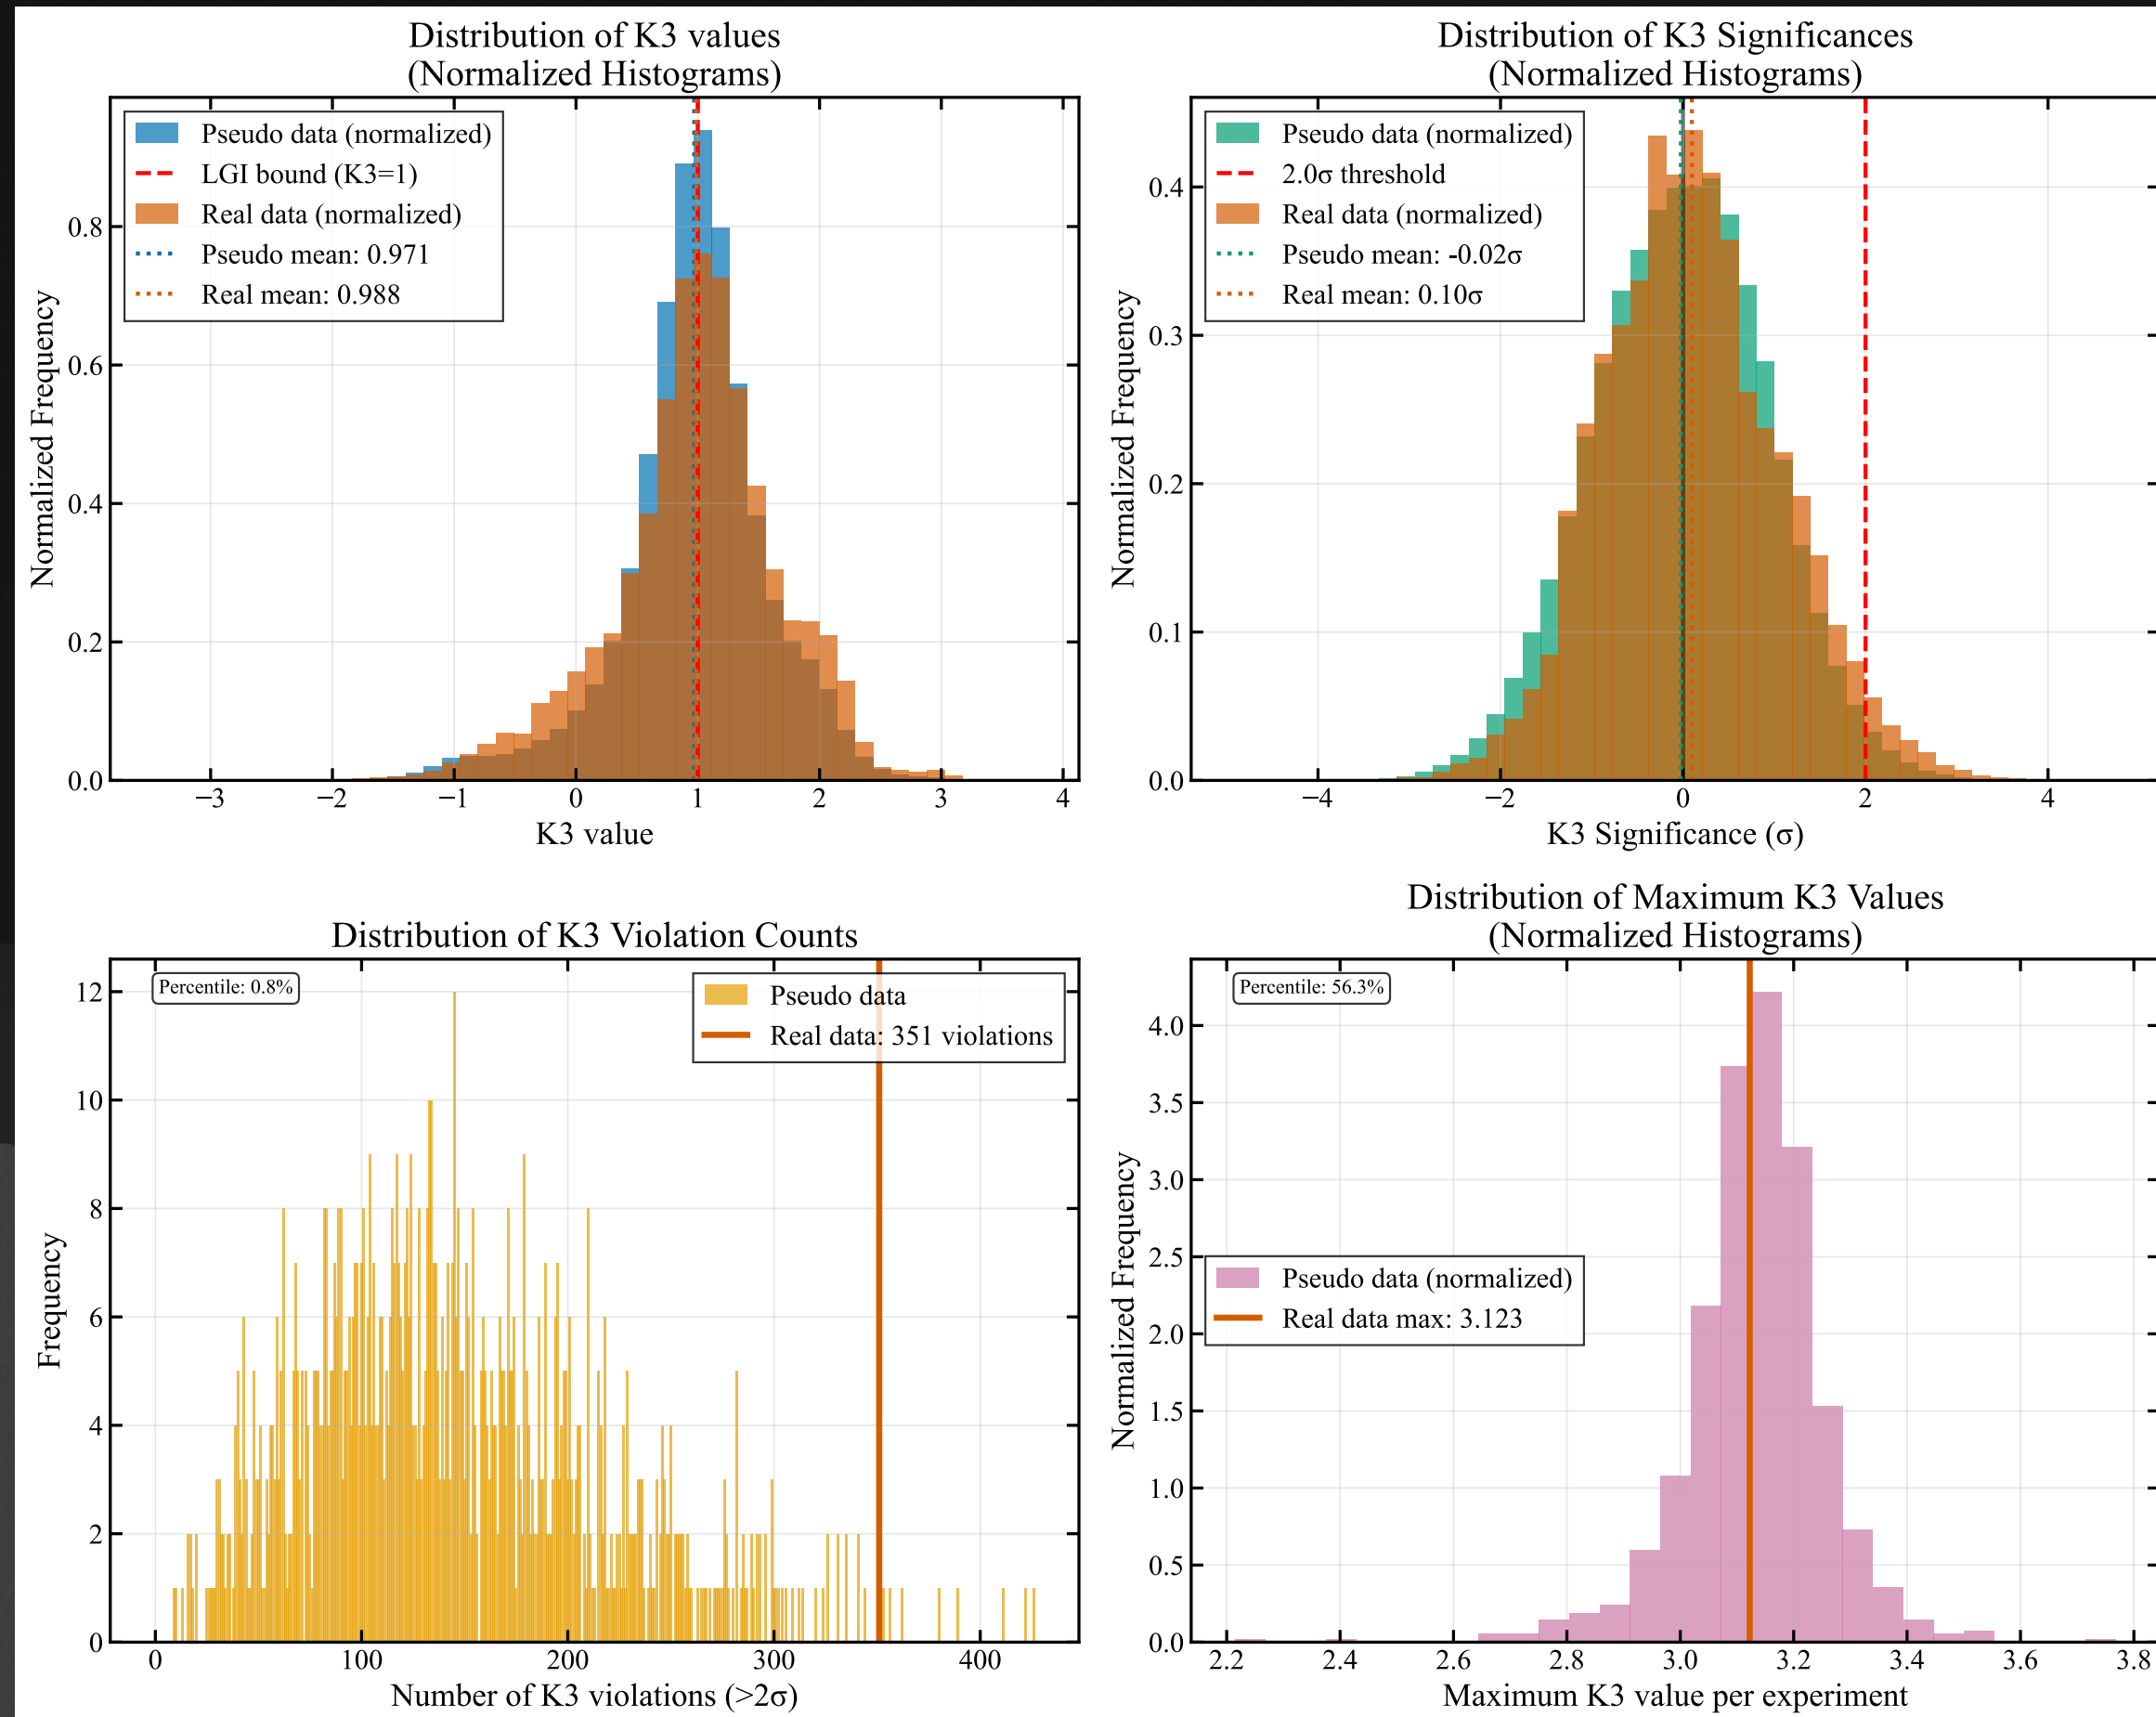 Distribution of K3 values
(Normalized Histograms)
Pseudo data (normalized)
LGI bound (K3=1)
Real data (normalized)
Pseudo mean: 0.971
Real mean: 0.988
Normalized Frequency
0.8
0.6
0.4
0.2
0.0
−3 −2 −1 0 1 2 3 4
K3 value
Distribution of K3 Significances
(Normalized Histograms)
Pseudo data (normalized)
2.0σ threshold
Real data (normalized)
Pseudo mean: -0.02σ
Real mean: 0.10σ
Normalized Frequency
0.4
0.3
0.2
0.1
0.0
−4 −2 0 2 4
K3 Significance (σ)
Distribution of K3 Violation Counts
Percentile: 0.8%
Pseudo data
Real data: 351 violations
Frequency
12
10
8
6
4
2
0
0 100 200 300 400
Number of K3 violations (>2σ)
Distribution of Maximum K3 Values
(Normalized Histograms)
Percentile: 56.3%
Pseudo data (normalized)
Real data max: 3.123
Normalized Frequency
4.0
3.5
3.0
2.5
2.0
1.5
1.0
0.5
0.0
2.2 2.4 2.6 2.8 3.0 3.2 3.4 3.6 3.8
Maximum K3 value per experiment